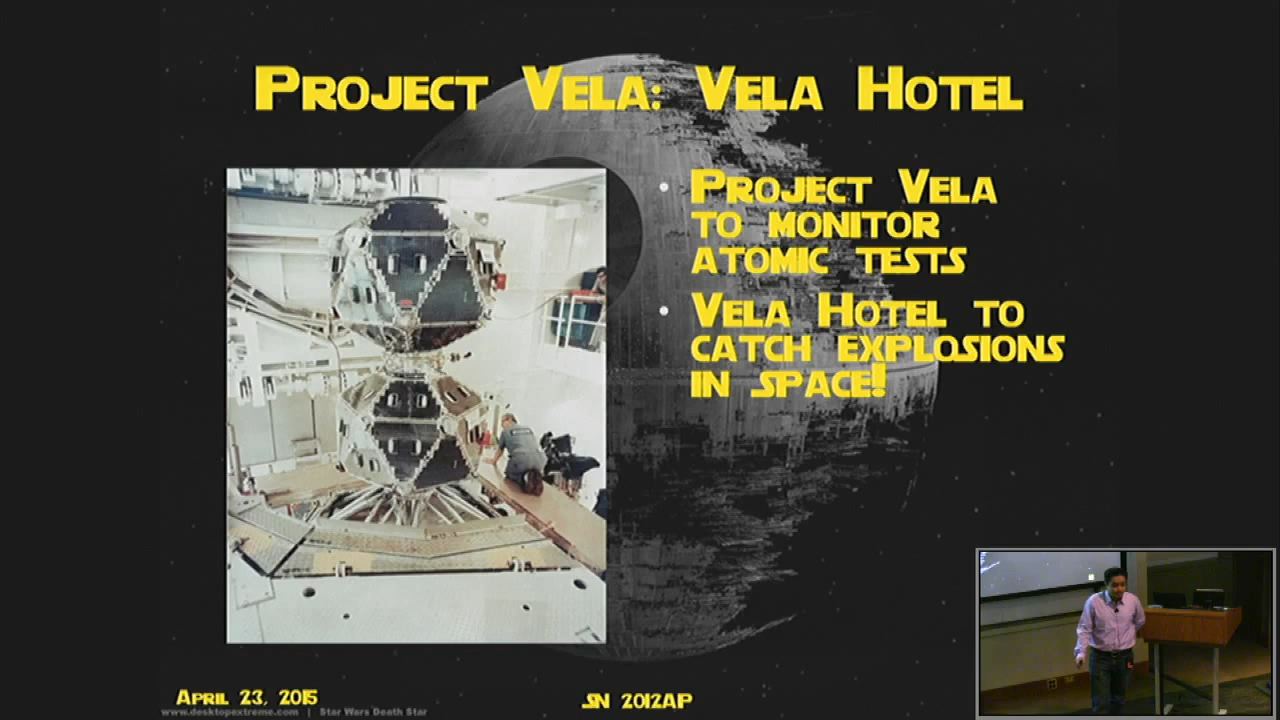 Project Vela: Vela Hotel
Project Vela
to monitor
atomic tests
Vela Hotel to
catch explosions
in space!
April 23, 2015
SN 2012AP
www.desktopextreme.com | Star Wars Death Star